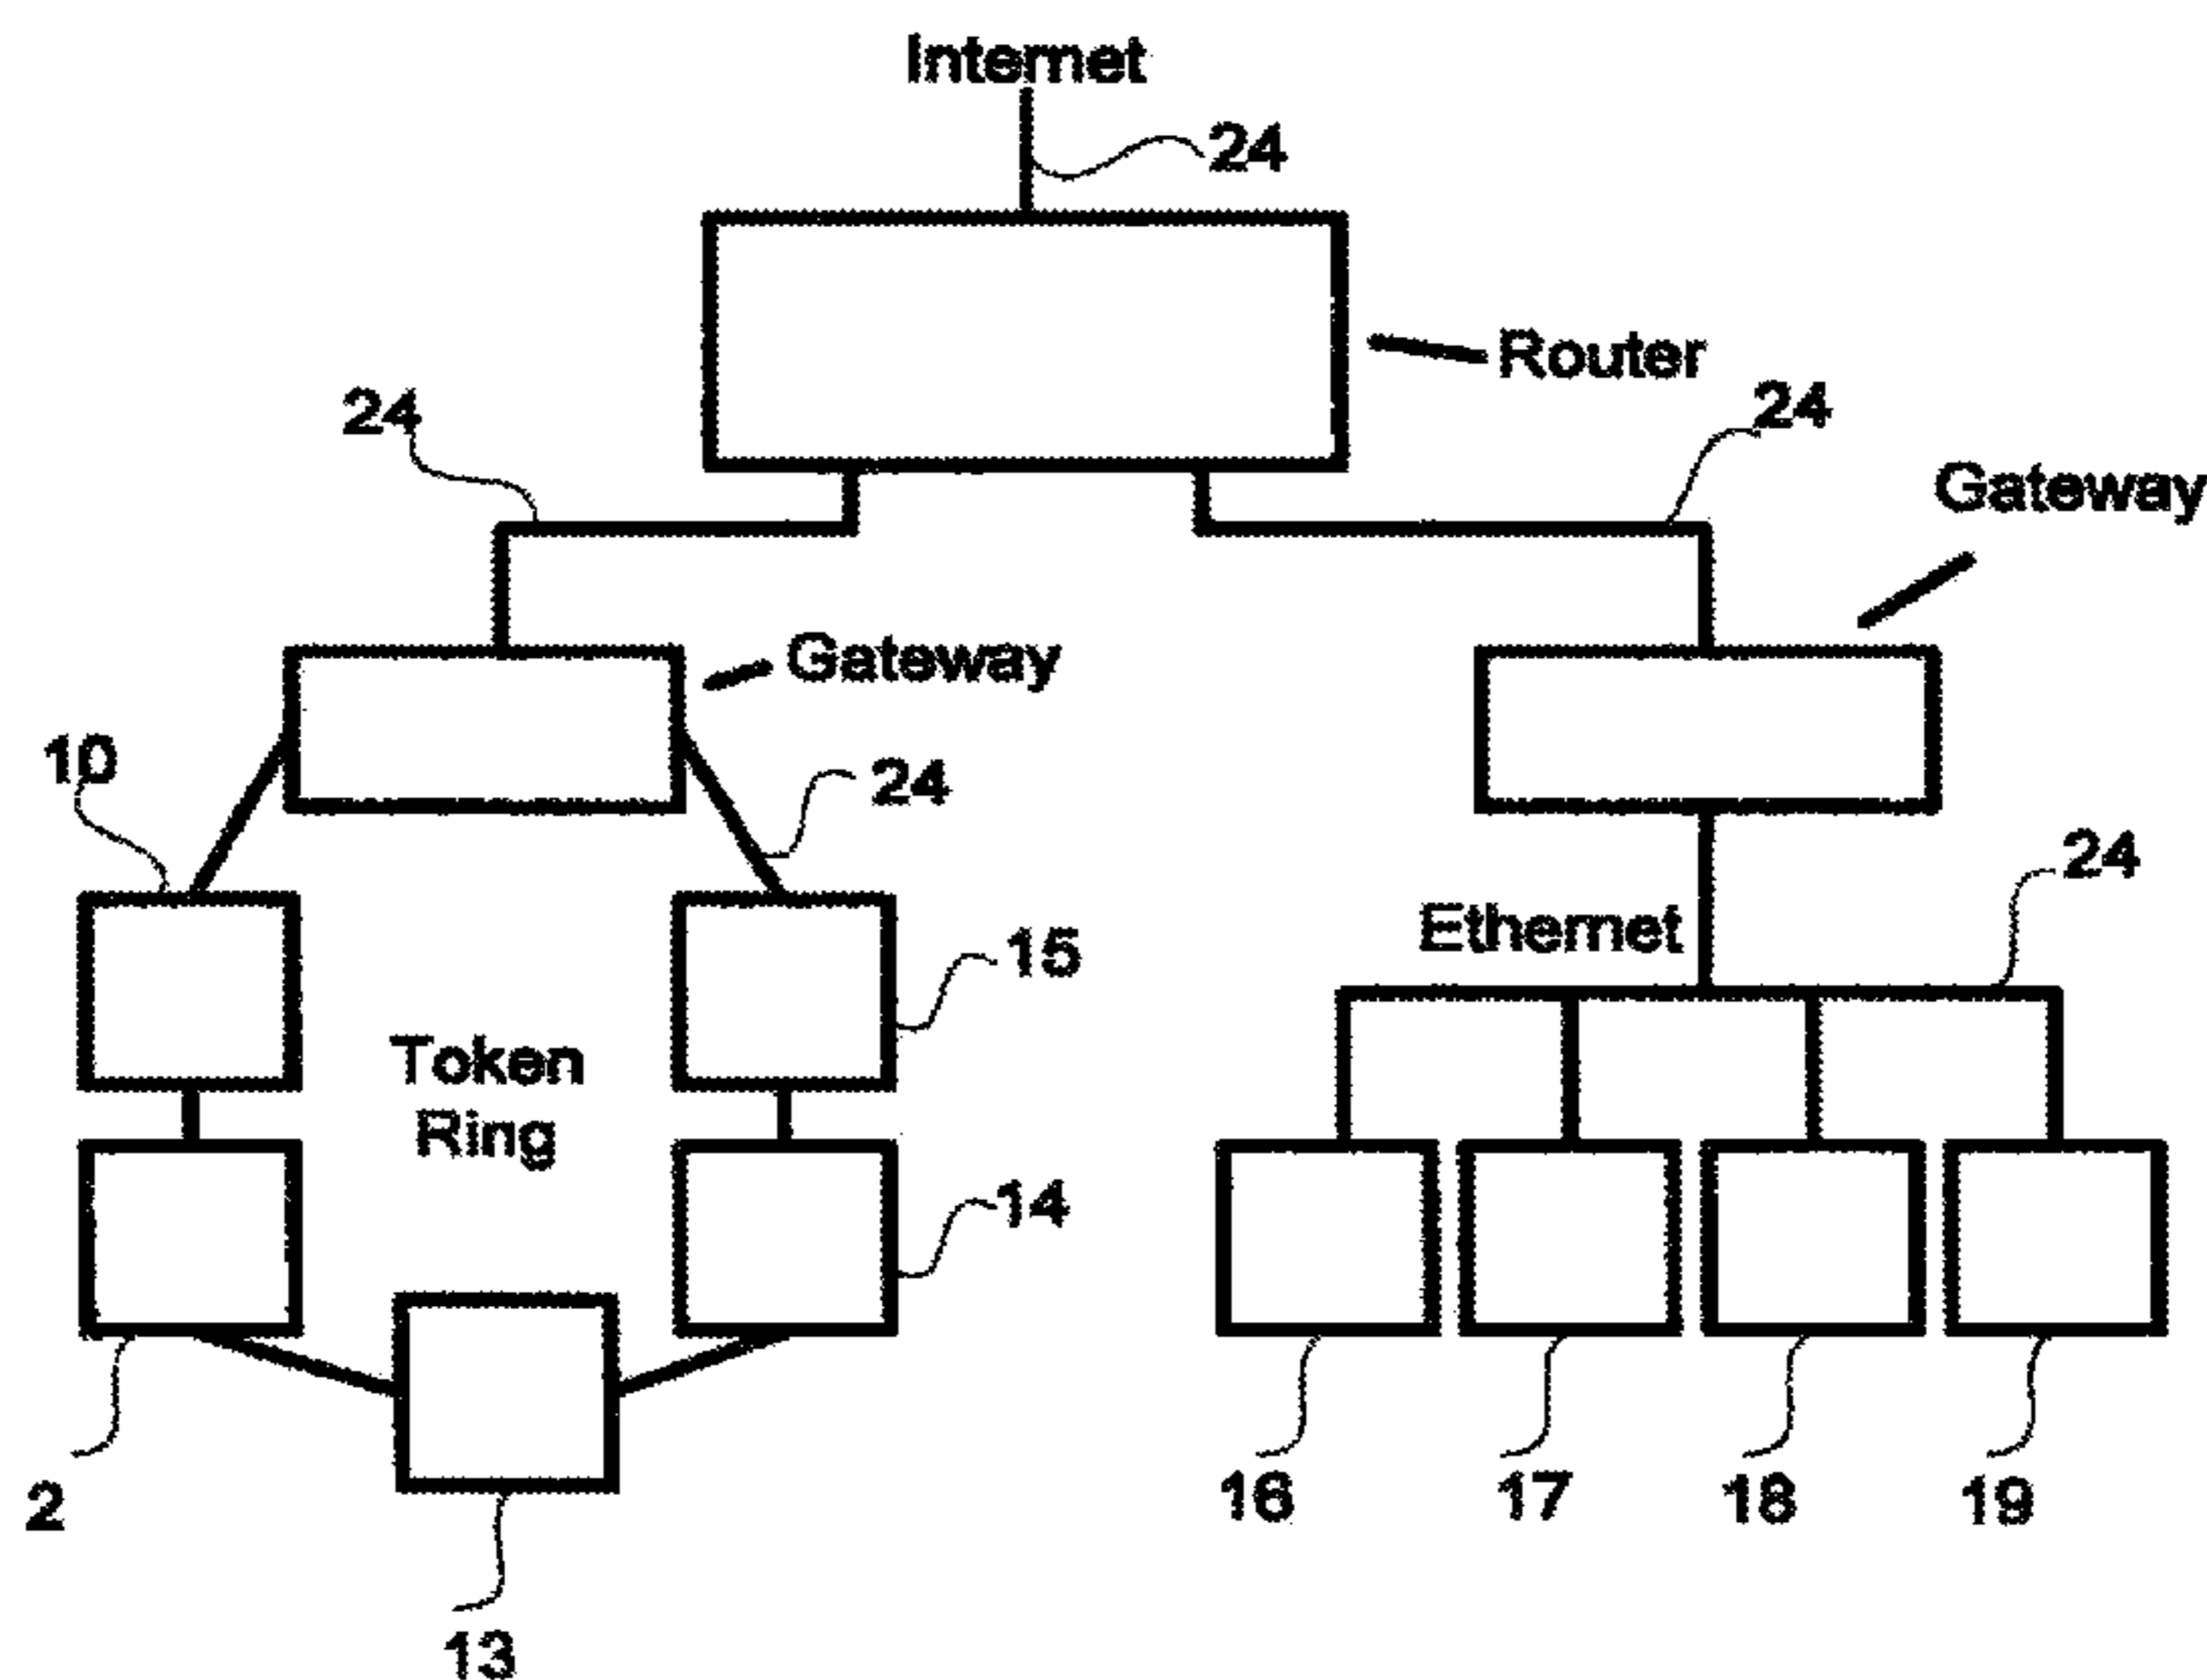 Internet
24
Router
24
24
Gateway
Gateway
10
24
24
Ethernet
15
Token
Ring
14
2
16
17
18
19
13